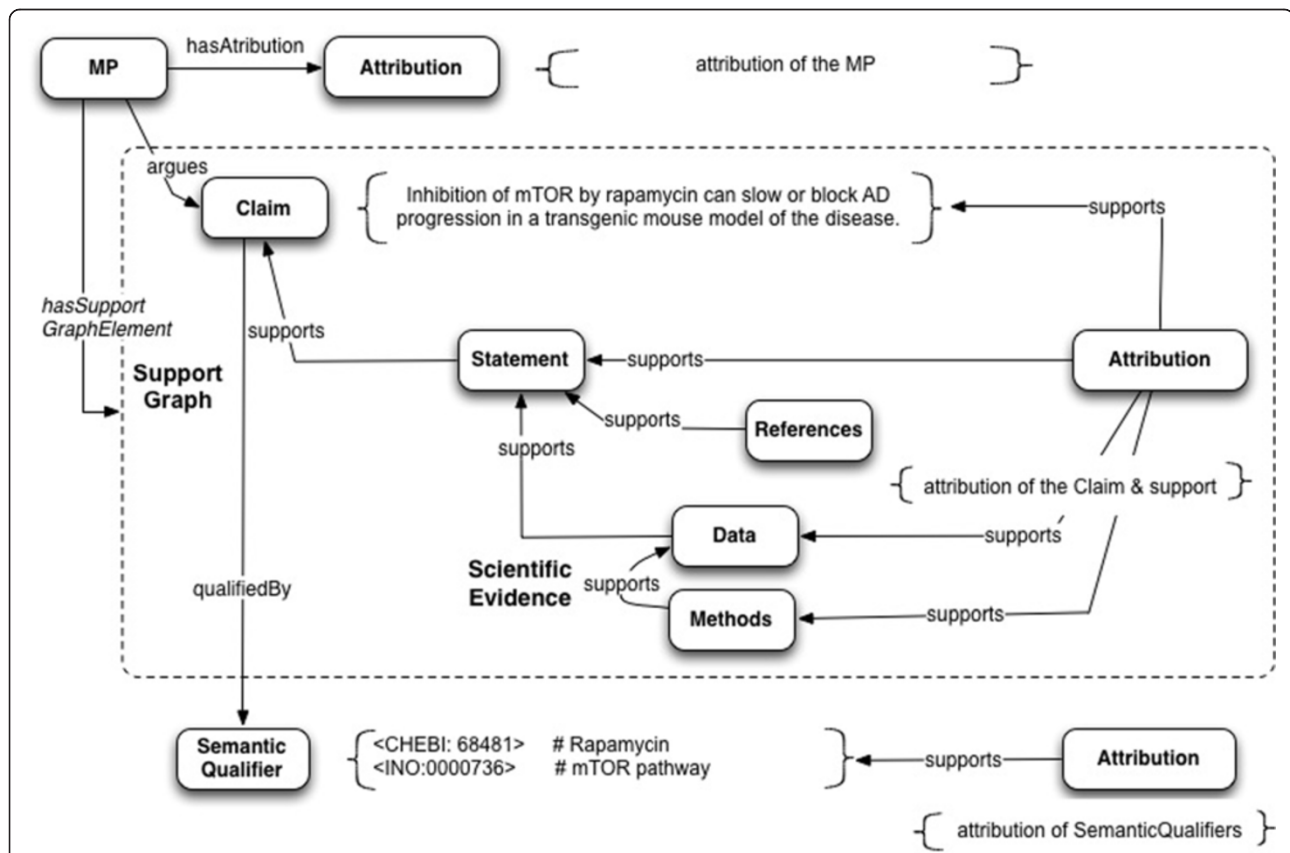 hasAtribution
MP
Attribution
attribution of the MP
argues
Claim
Inhibition of mTOR by rapamycin can slow or block AD
progression in a transgenic mouse model of the disease.
supports
hasSupport
GraphElement
supports
Support
Graph
Statement
supports
Attribution
supports
References
supports
attribution of the Claim & support
Data
supports
Scientific
Evidence
supports
qualifiedBy
Methods
supports
Semantic
Qualifier
<CHEBI: 68481> # Rapamycin
<INO:0000736> # mTOR pathway
supports
Attribution
attribution of SemanticQualifiers